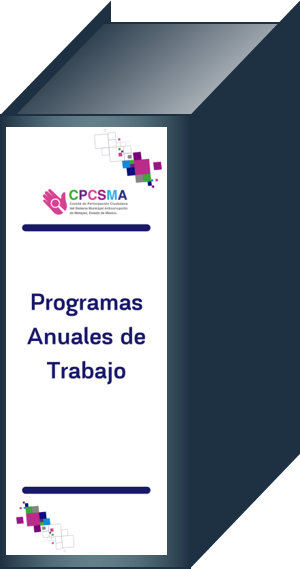 CPCSMA
Comité de Participación Ciudadana
del Sistema Municipal Anticorrupción
de Metepec, Estado de México.
Programas
Anuales de
Trabajo